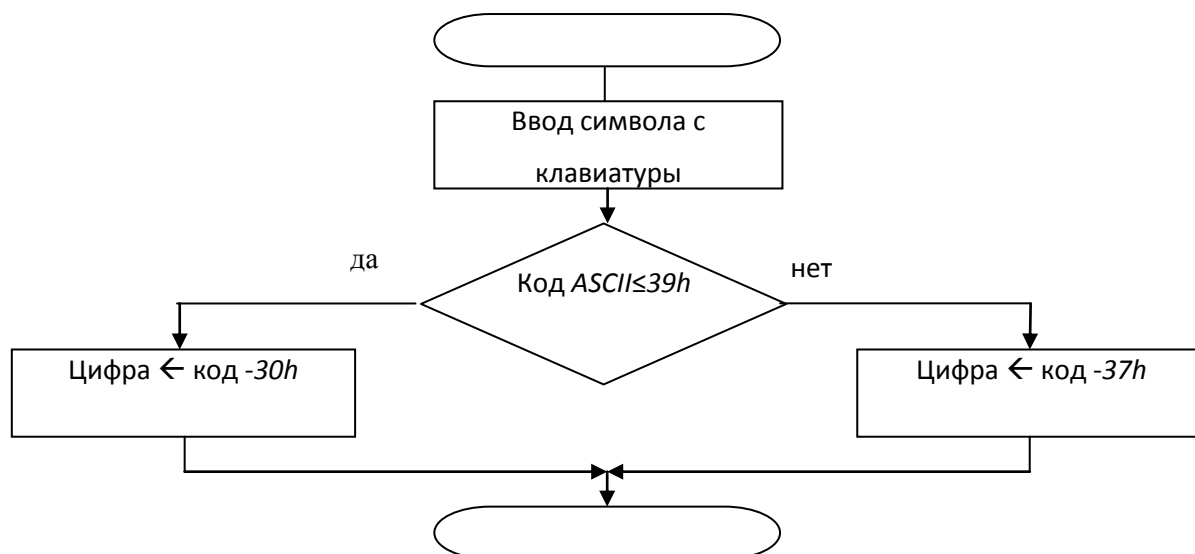 Ввод символа с
клавиатуры
да
Код ASCII≤39h
нет
Цифра ← код -30h
Цифра ← код -37h